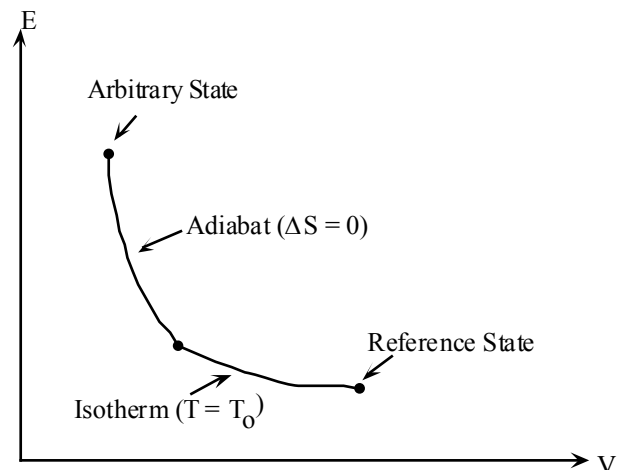 E
Arbitrary State
Adiabat (ΔS = 0)
Reference State
Isotherm (T = To)
V